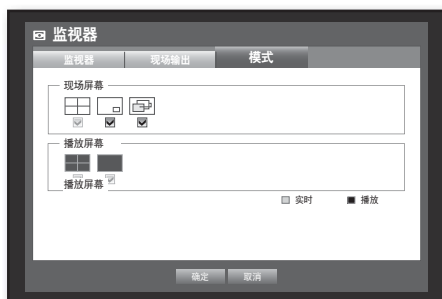 监视器
监视器 现场输出 模式
现场屏幕
播放屏幕
播放屏幕
实时 播放
确定 取消